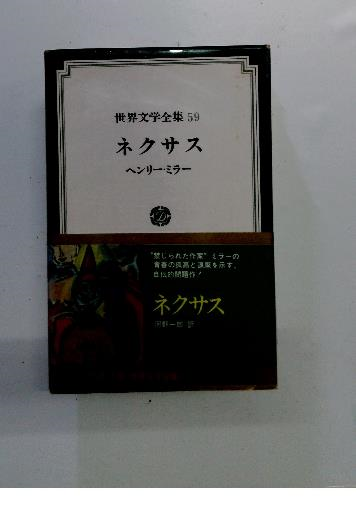 世界文学全集 59
ネクサス
ヘンリー・ミラー
"禁じられた作家"ミラーの
青春の孤高と遍歴を示す、
自伝的問題作！
ネクサス
河野一郎 訳